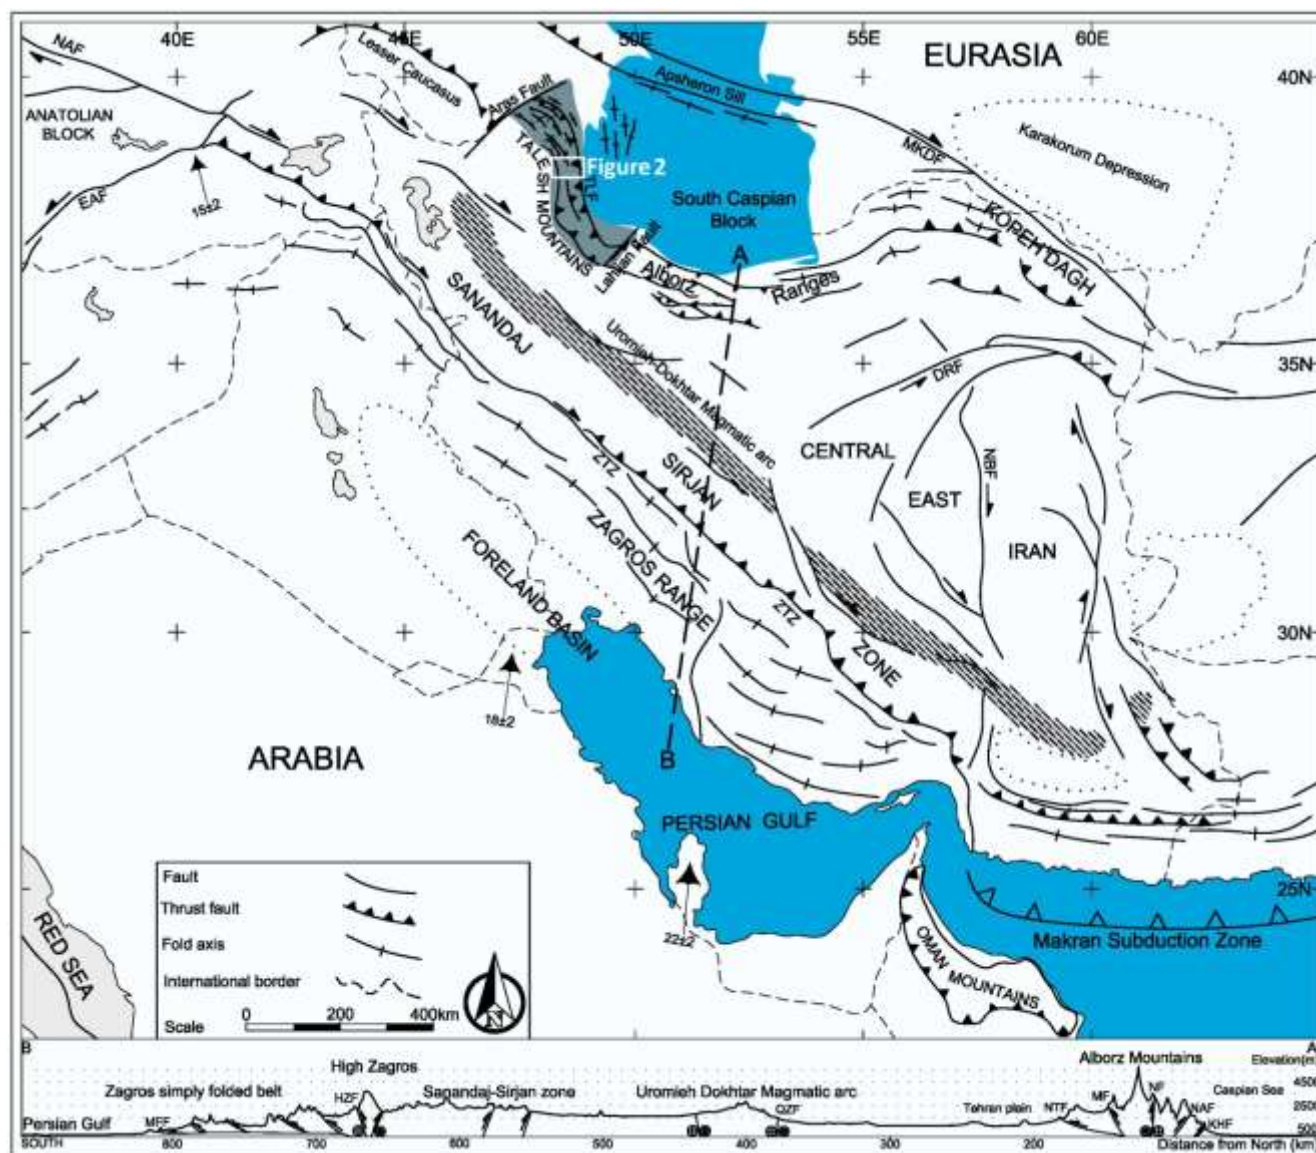 40E 45E 50E 55E 60E
NAF
Lesser Caucasus
EURASIA
40N
Aras Fault
Apsheron Sill
ANATOLIAN
BLOCK
Karakorum Depression
MKDF
TALESH MOUNTAINS
Figure 2
TLF
EAF
15±2
South Caspian
Block
KOPEH DAGH
Lahijan Fault
A
Alborz
Ranges
SANANDAJ
Uromieh-Dokhtar Magmatic arc
35N
DRF
CENTRAL
ZTZ
SIRJAN
NBF
EAST
ZAGROS RANGE
IRAN
FORELAND BASIN
ZTZ
30N
ZONE
18±2
ARABIA
B
PERSIAN GULF
25N
22±2
Makran Subduction Zone
OMAN MOUNTAINS
RED SEA
Fault
Thrust fault
Fold axis
International border
Scale
0 200 400km
N
B
A
Alborz Mountains
Elevation(m)
High Zagros
Zagros simply folded belt
HZF
Sanandaj-Sirjan zone
Uromieh Dokhtar Magmatic arc
Caspian Sea
4500
MF
NF
Persian Gulf
MFF
QZF
Tehran plain
NTF
NAF
2500
KHF
500
SOUTH
800 700 600 500 400 300 200 100
Distance from North (km)